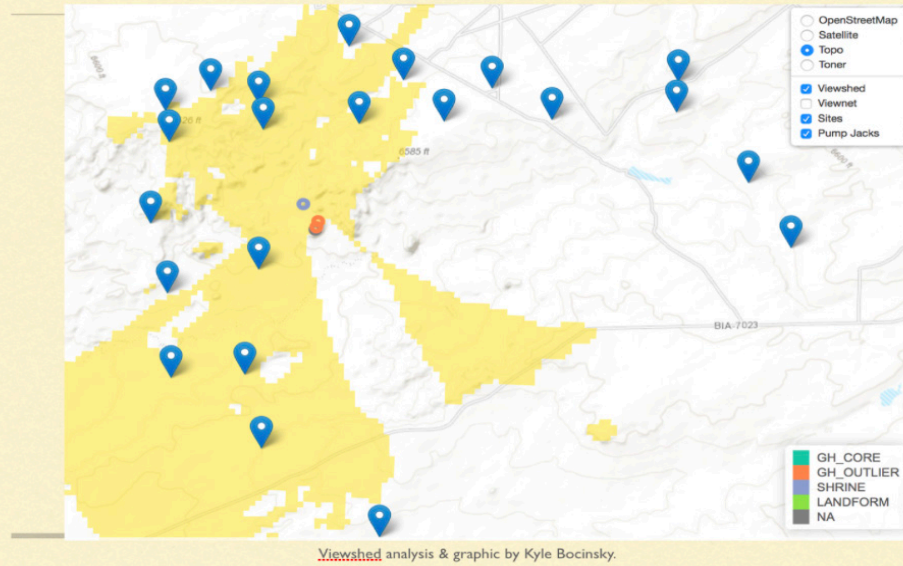 OpenStreetMap
Satellite
Topo
Toner
Viewshed
Viewnet
Sites
Pump Jacks
6585 ft
BIA-7023
GH_CORE
GH_OUTLIER
SHRINE
LANDFORM
NA
Viewshed analysis & graphic by Kyle Bocinsky.